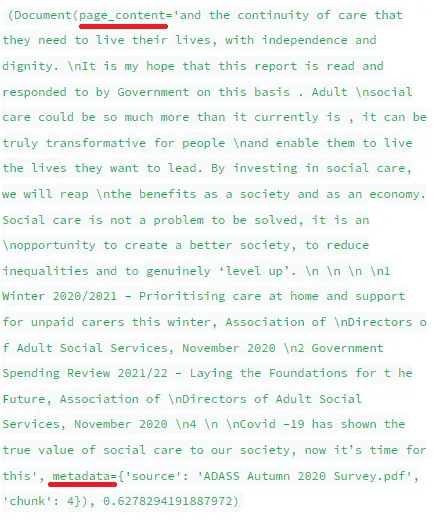 (Document(page_content='and the continuity of care that
they need to live their lives, with independence and
dignity. \nIt is my hope that this report is read and
responded to by Government on this basis . Adult \nsocial
care could be so much more than it currently is , it can be
truly transformative for people \nand enable them to live
the lives they want to lead. By investing in social care,
we will reap \nthe benefits as a society and as an economy.
Social care is not a problem to be solved, it is an
\nopportunity to create a better society, to reduce
inequalities and to genuinely ‘level up’. \n \n \n \n1
Winter 2020/2021 – Prioritising care at home and support
for unpaid carers this winter, Association of \nDirectors o
f Adult Social Services, November 2020 \n2 Government
Spending Review 2021/22 – Laying the Foundations for t he
Future, Association of \nDirectors of Adult Social
Services, November 2020 \n4 \n \nCovid –19 has shown the
true value of social care to our society, now it’s time for
this', metadata={'source': 'ADASS Autumn 2020 Survey.pdf',
'chunk': 4}), 0.6278294191887972)